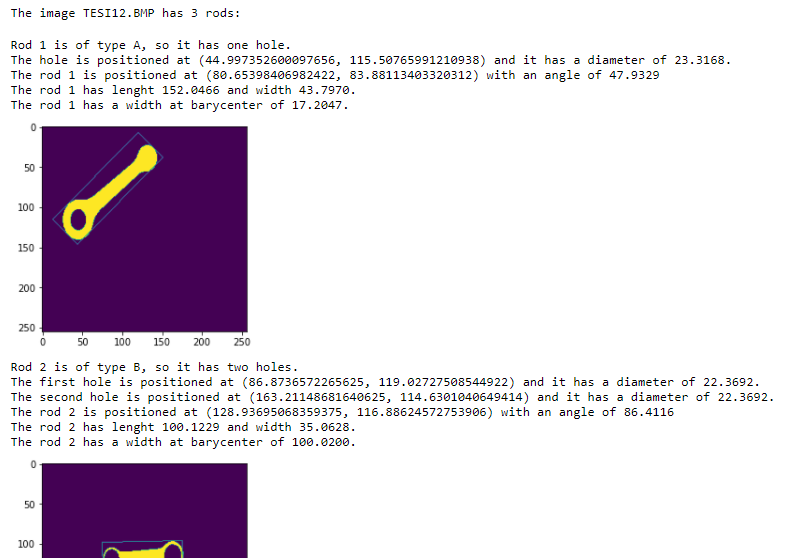 The image TESI12.BMP has 3 rods:
Rod 1 is of type A, so it has one hole.
The hole is positioned at (44.997352600097656, 115.50765991210938) and it has a diameter of 23.3168.
The rod 1 is positioned at (80.65398406982422, 83.88113403320312) with an angle of 47.9329
The rod 1 has lenght 152.0466 and width 43.7970.
The rod 1 has a width at barycenter of 17.2047.
0
50
100
150
200
250
0 50 100 150 200 250
Rod 2 is of type B, so it has two holes.
The first hole is positioned at (86.8736572265625, 119.02727508544922) and it has a diameter of 22.3692.
The second hole is positioned at (163.21148681640625, 114.6301040649414) and it has a diameter of 22.3692.
The rod 2 is positioned at (128.93695068359375, 116.88624572753906) with an angle of 86.4116
The rod 2 has lenght 100.1229 and width 35.0628.
The rod 2 has a width at barycenter of 100.0200.
0
50
100